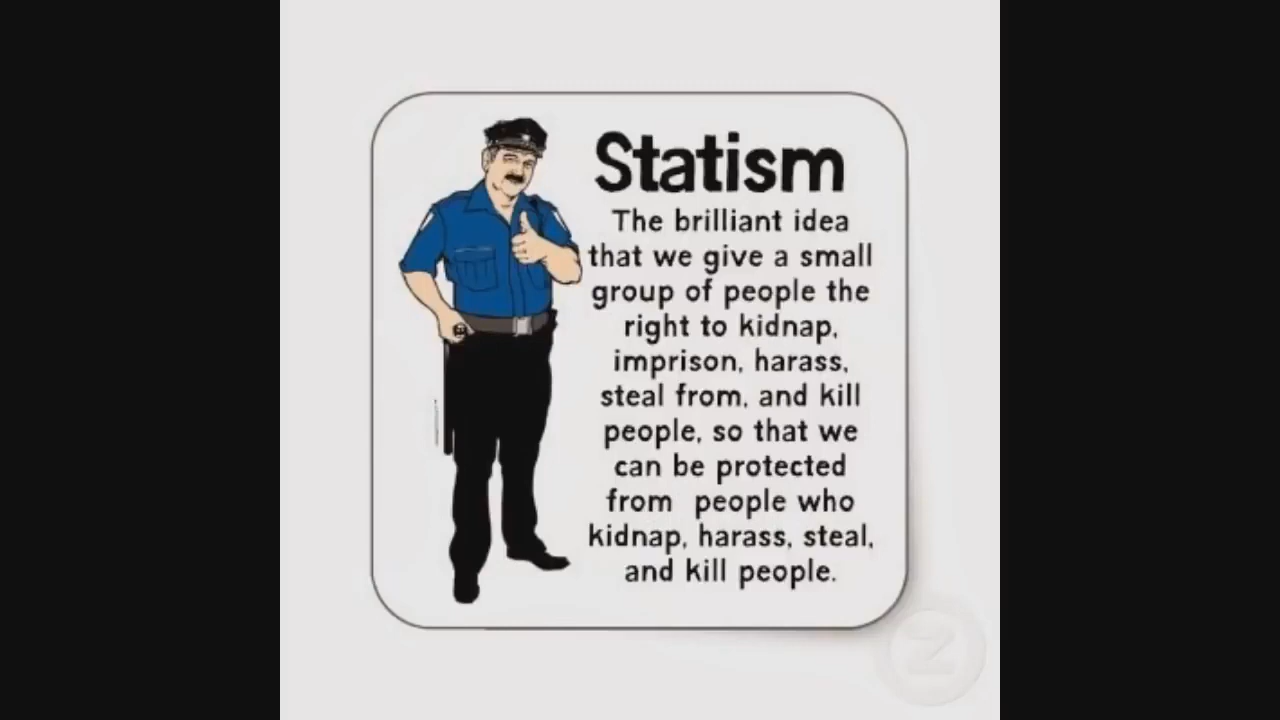 Statism
The brilliant idea
that we give a small
group of people the
right to kidnap,
imprison, harass,
steal from, and kill
people, so that we
can be protected
from people who
kidnap, harass, steal,
and kill people.
Z